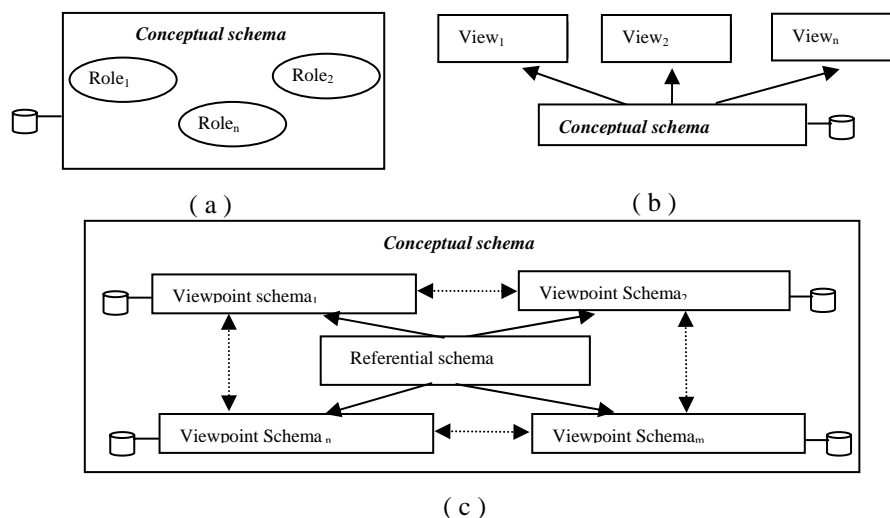 Conceptual schema
Role₁
Role₂
Roleₙ
( a )
View₁
View₂
Viewₙ
Conceptual schema
( b )
Conceptual schema
Viewpoint schema₁
Viewpoint Schema₂
Referential schema
Viewpoint Schema ₙ
Viewpoint Schemaₘ
( c )